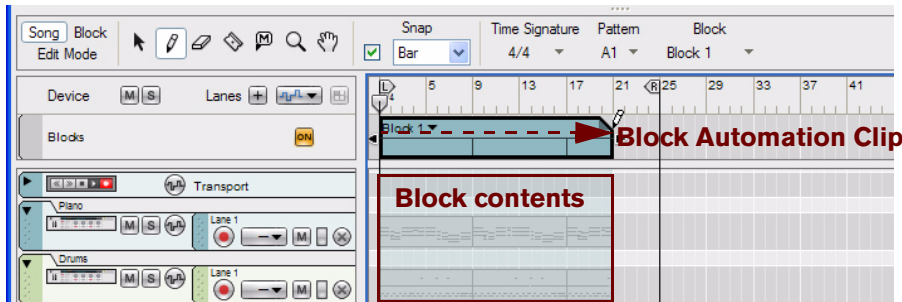 Song Block
Edit Mode
Snap
Bar
Time Signature
4/4
Pattern
A1
Block
Block 1
Device M S
Lanes
L
R
4
5 9 13 17 21 25 29 33 37 41
Blocks
ON
Block 1
Block Automation Clip
Transport
Block contents
Piano
M S
Lane 1
M
Drums
M S
Lane 1
M